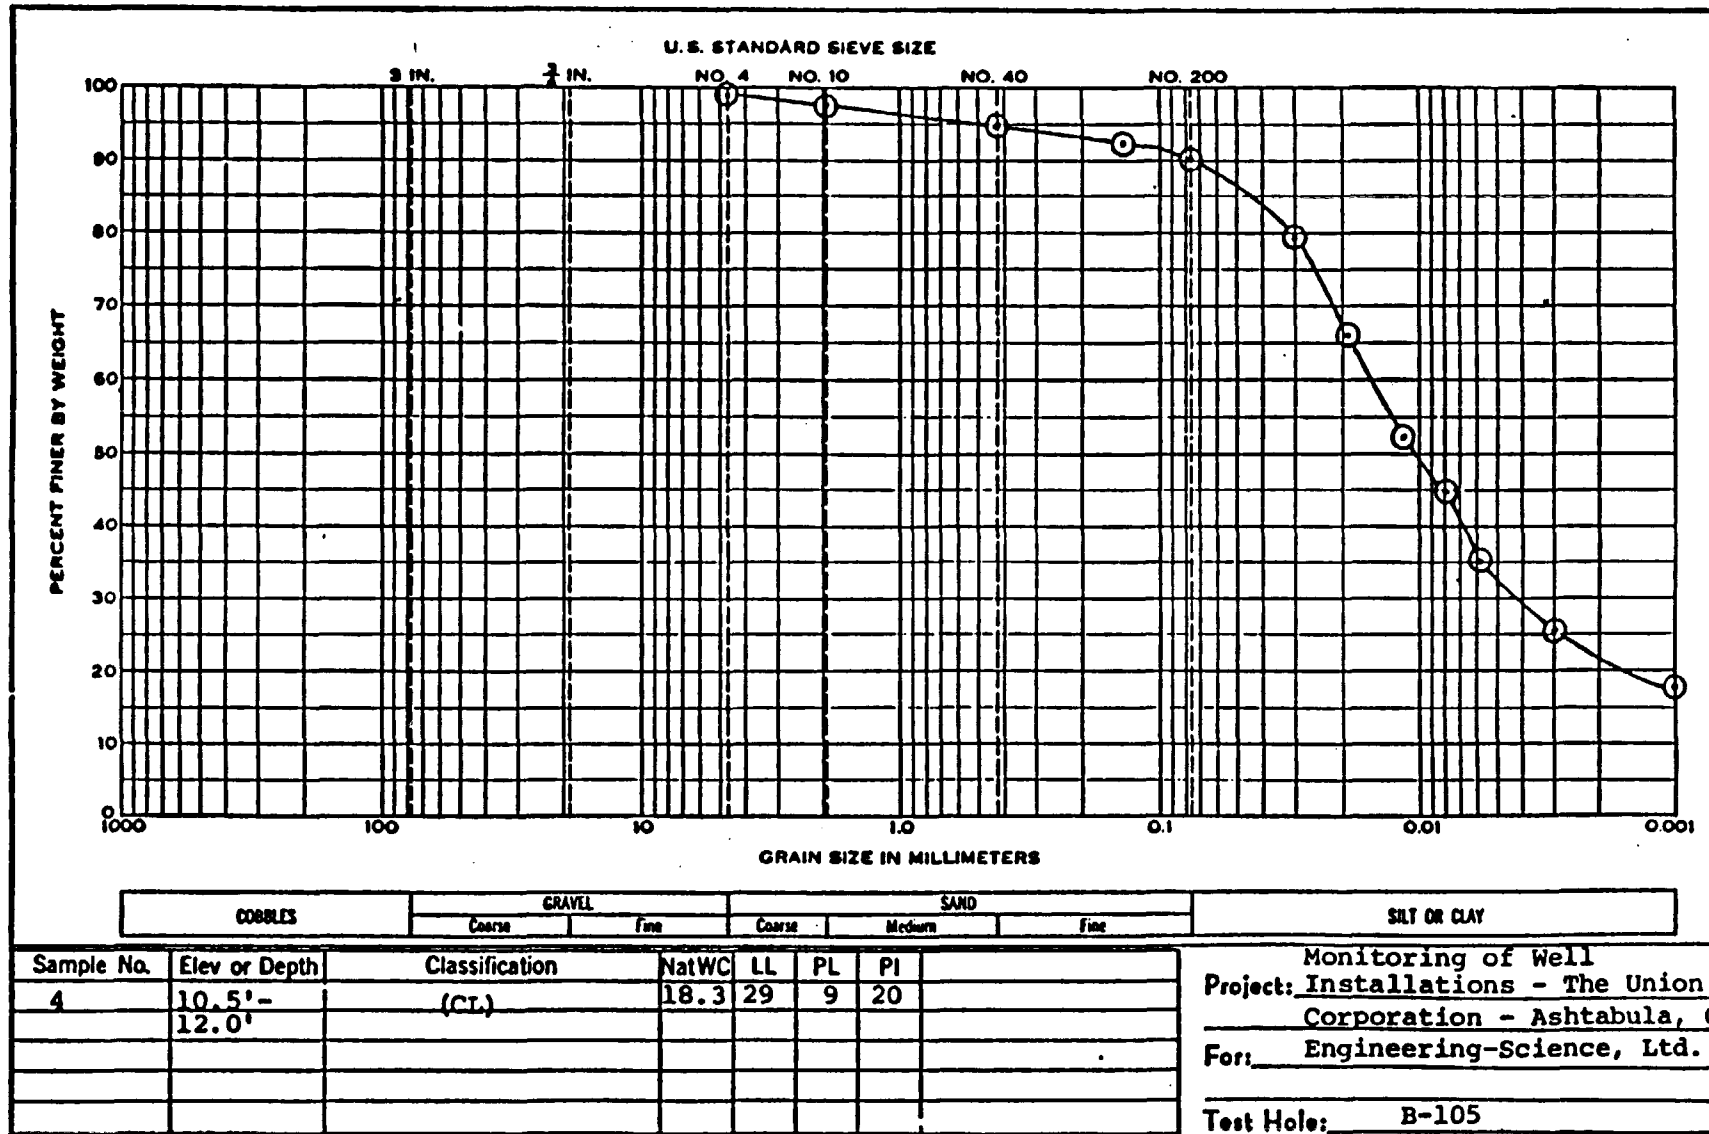 U.S. STANDARD SIEVE SIZE
3 IN. ¾ IN. NO. 4 NO. 10 NO. 40 NO. 200
PERCENT FINER BY WEIGHT
100
90
80
70
60
50
40
30
20
10
0
1000 100 10 1.0 0.1 0.01 0.001
GRAIN SIZE IN MILLIMETERS
COBBLES GRAVEL SAND SILT OR CLAY
Coarse Fine Coarse Medium Fine
Sample No. Elev or Depth Classification NatWC LL PL PI
4 10.5'- (CL) 18.3 29 9 20
12.0'
Monitoring of Well
Project: Installations - The Union
Corporation - Ashtabula,
For: Engineering-Science, Ltd.
Test Hole: B-105